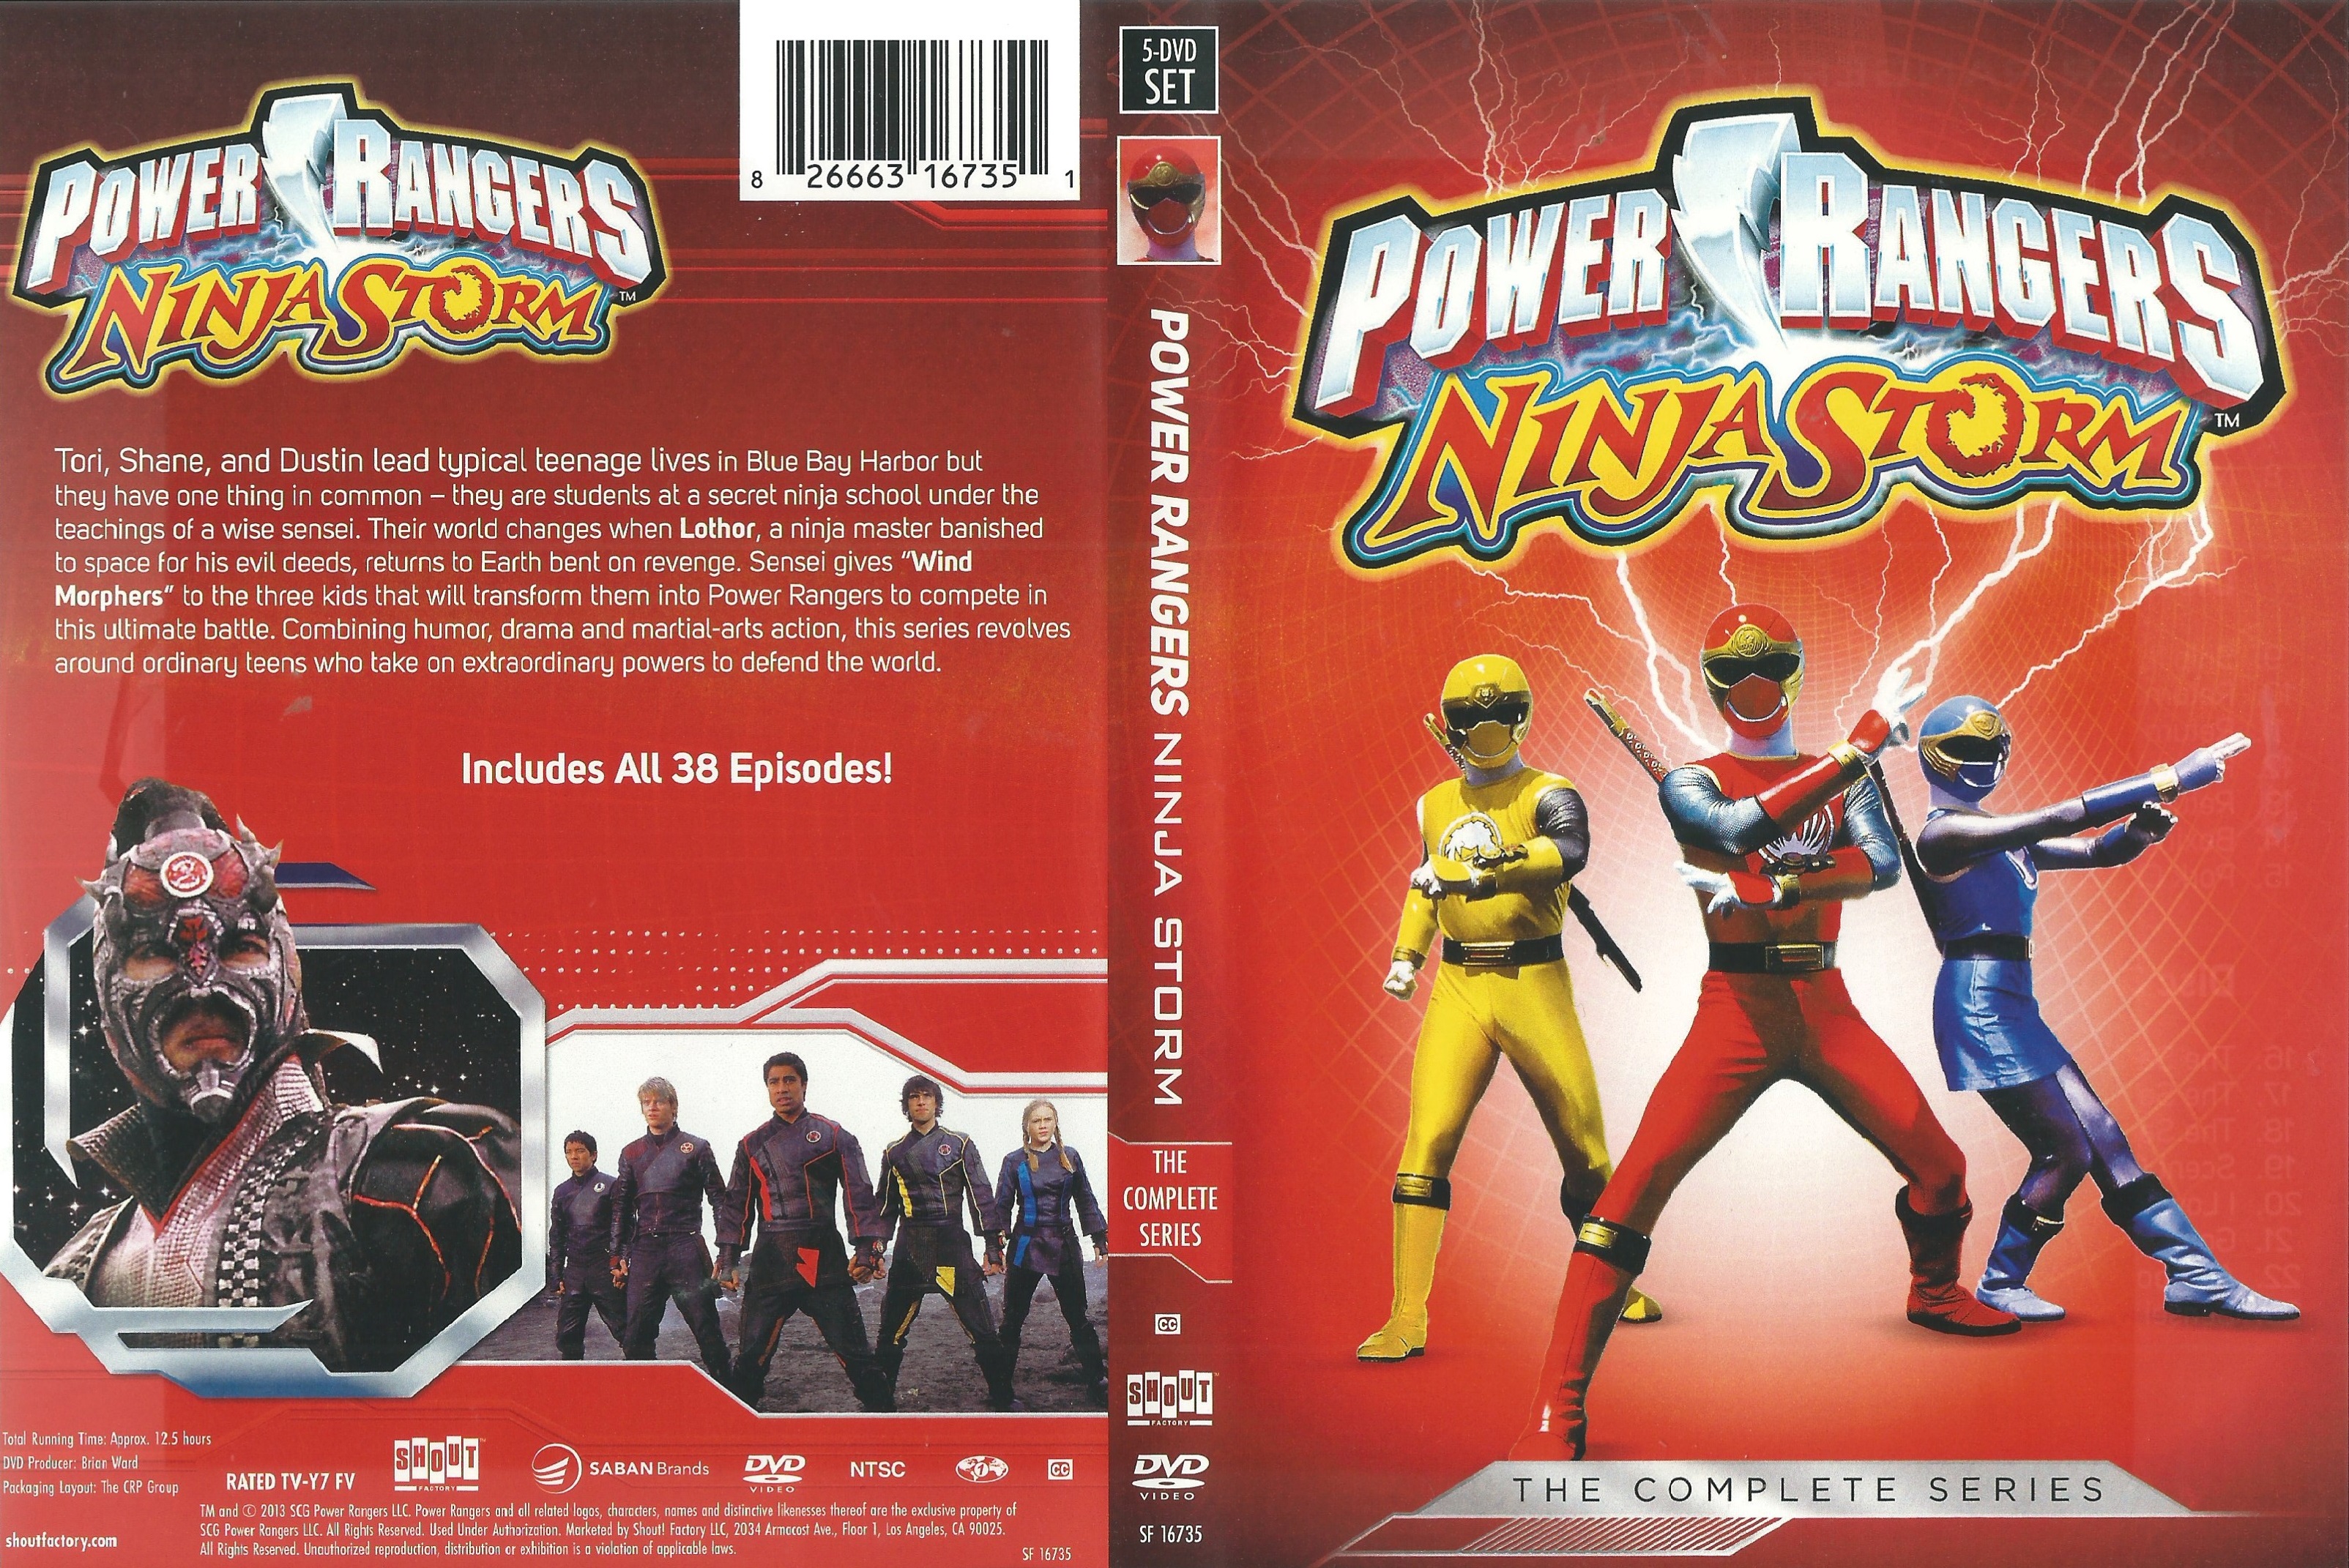 POWER RANGERS
NINJA STORM™
8 26663 16735 1
Tori, Shane, and Dustin lead typical teenage lives in Blue Bay Harbor but
they have one thing in common – they are students at a secret ninja school under the
teachings of a wise sensei. Their world changes when Lothor, a ninja master banished
to space for his evil deeds, returns to Earth bent on revenge. Sensei gives “Wind
Morphers” to the three kids that will transform them into Power Rangers to compete in
this ultimate battle. Combining humor, drama and martial-arts action, this series revolves
around ordinary teens who take on extraordinary powers to defend the world.
Includes All 38 Episodes!
Total Running Time: Approx. 12.5 hours
DVD Producer: Brian Ward
Packaging Layout: The CRP Group
shoutfactory.com
RATED TV-Y7 FV
SHOUT™
FACTORY
SABAN Brands
DVD
VIDEO
NTSC
1
CC
TM and © 2013 SCG Power Rangers LLC. Power Rangers and all related logos, characters, names and distinctive likenesses thereof are the exclusive property of
SCG Power Rangers LLC. All Rights Reserved. Used Under Authorization. Marketed by Shout! Factory LLC, 2034 Armacost Ave., Floor 1, Los Angeles, CA 90025.
All Rights Reserved. Unauthorized reproduction, distribution or exhibition is a violation of applicable laws.
SF 16735
5-DVD
SET
POWER RANGERS NINJA STORM
THE
COMPLETE
SERIES
CC
SHOUT™
FACTORY
DVD
VIDEO
SF 16735
POWER RANGERS
NINJA STORM™
THE COMPLETE SERIES